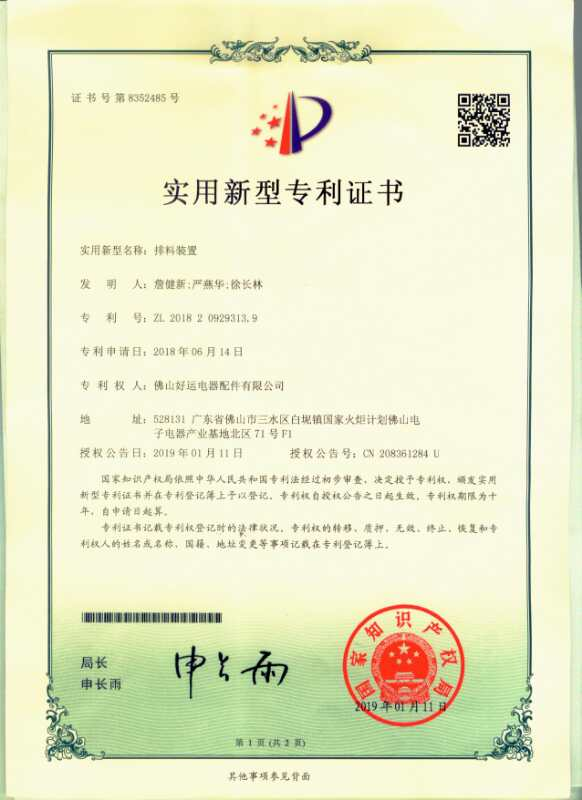 证书号第8352485号
实用新型专利证书
实用新型名称：排料装置
发明人：詹健新;严燕华;徐长林
专利号：ZL 2018 2 0929313.9
专利申请日：2018年06月14日
专利权人：佛山好运电器配件有限公司
地址：528131 广东省佛山市三水区白坭镇国家火炬计划佛山电
子电器产业基地北区71号F1
授权公告日：2019年01月11日 授权公告号：CN 208361284 U
国家知识产权局依照中华人民共和国专利法经过初步审查，决定授予专利权，颁发实用
新型专利证书并在专利登记簿上予以登记。专利权自授权公告之日起生效。专利权期限为十
年，自申请日起算。
专利证书记载专利权登记时的法律状况。专利权的转移、质押、无效、终止、恢复和专
利权人的姓名或名称、国籍、地址变更等事项记载在专利登记簿上。
局长
申长雨
申长雨
国家知识产权局
2019年01月11日
第1页(共2页)
其他事项参见背面